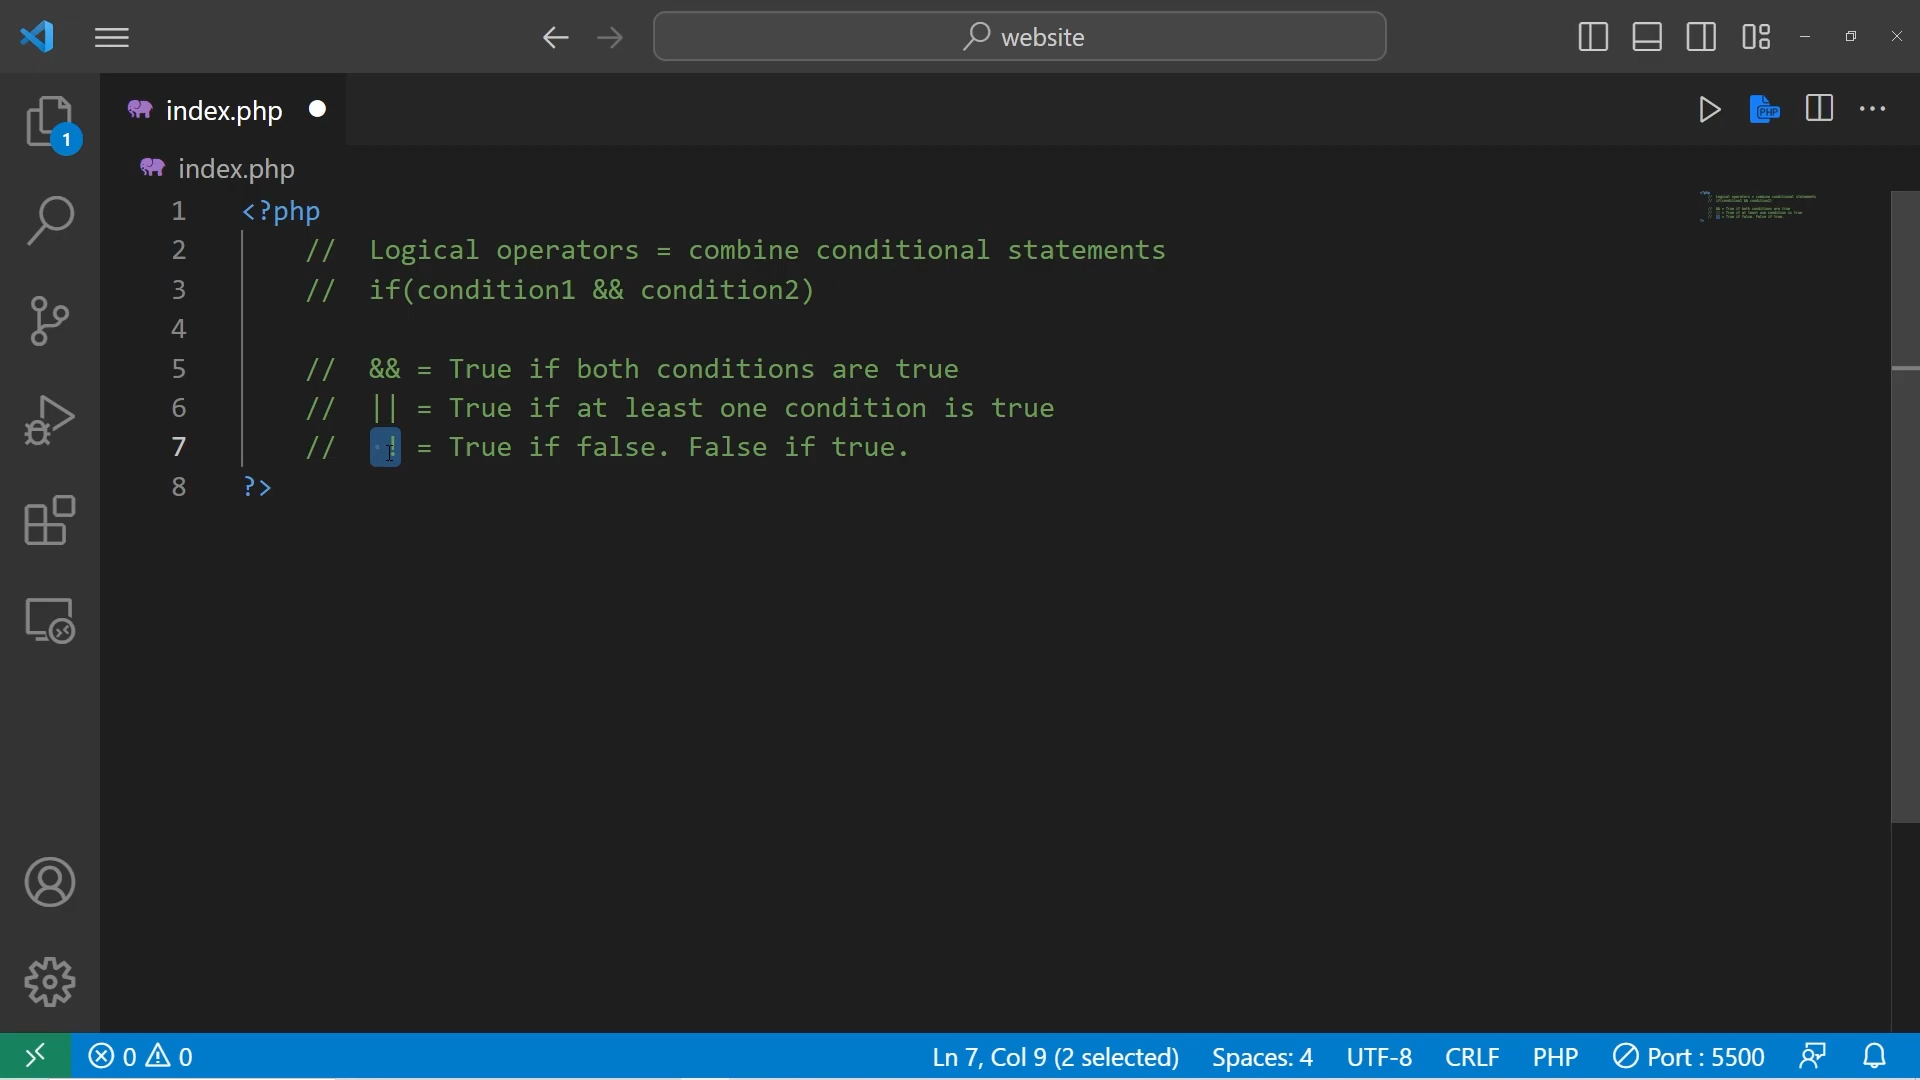 website
index.php
1
index.php
1 <?php
2 // Logical operators = combine conditional statements
3 // if(condition1 && condition2)
4
5 // && = True if both conditions are true
6 // || = True if at least one condition is true
7 // ! = True if false. False if true.
8 ?>
0 0 Ln 7, Col 9 (2 selected) Spaces: 4 UTF-8 CRLF PHP Port : 5500